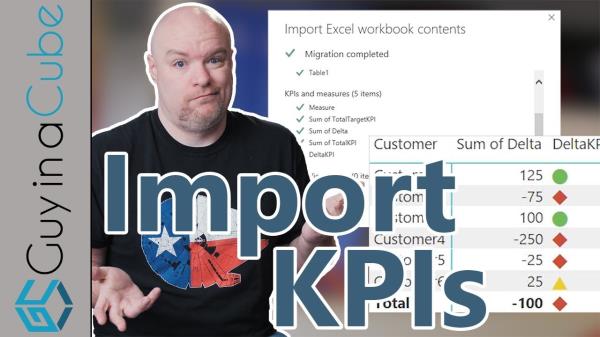 Guy in a Cube
Import Excel workbook contents
Migration completed
Table1
KPIs and measures (5 items)
Measure
Sum of TotalTargetKPI
Sum of Delta
Sum of TotalKPI
DeltaKPI
Customer Sum of Delta DeltaKP
125
-75
100
Customer4 -250
-25
25
Total -100
Import
KPIs